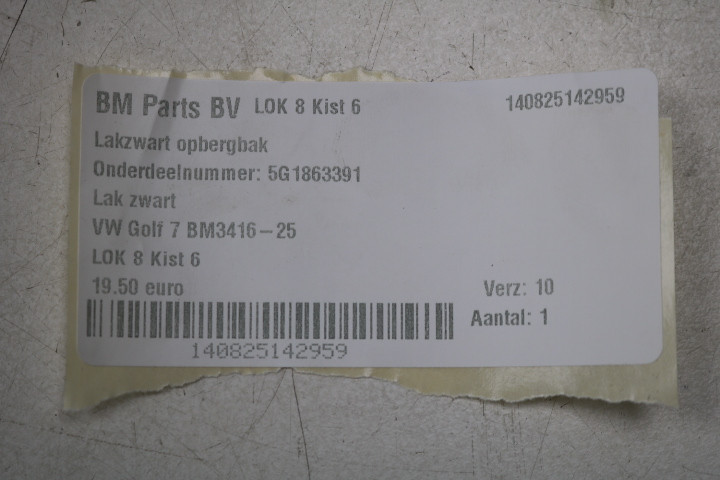 BM Parts BV LOK 8 Kist 6 140825142959
Lakzwart opbergbak
Onderdeelnummer: 5G1863391
Lak zwart
VW Golf 7 BM3416-25
LOK 8 Kist 6
19.50 euro Verz: 10
Aantal: 1
140825142959